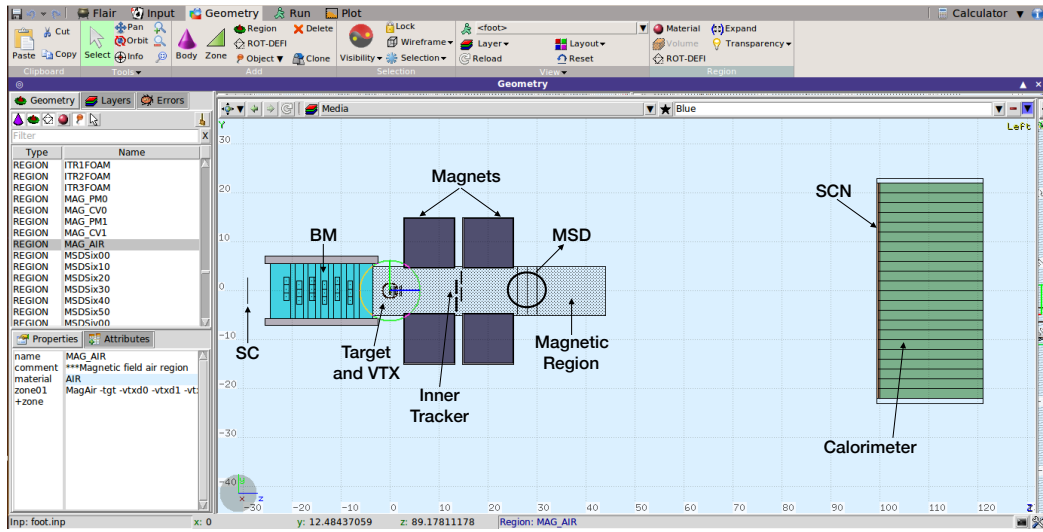 Flair Input Geometry Run Plot Calculator
Paste Cut Copy
Select Pan Orbit Info
Body Zone Region ROT-DEFI Object Delete Clone
Visibility Lock Wireframe Selection
<foot> Layer Reload Layout Reset
Material Volume ROT-DEFI (:)Expand Transparency
Clipboard Tools Add Selection View Region
Geometry
Geometry Layers Errors
Media Blue
Filter X
Type Name
REGION ITR1FOAM
REGION ITR2FOAM
REGION ITR3FOAM
REGION MAG_PM0
REGION MAG_CV0
REGION MAG_PM1
REGION MAG_CV1
REGION MAG_AIR
REGION MSDSix00
REGION MSDSix10
REGION MSDSix20
REGION MSDSix30
REGION MSDSix40
REGION MSDSix50
REGION MSDSiv00
Properties Attributes
name MAG_AIR
comment ***Magnetic field air region
material AIR
zone01 MagAir -tgt -vtxd0 -vtxd1 -vt
+zone
Y
Left
30
20
10
0
-10
-20
-30
-40
Magnets
SCN
BM
MSD
SC
Target
and VTX
Inner
Tracker
Magnetic
Region
Calorimeter
x z
-30 -20 -10 0 10 20 30 40 50 60 70 80 90 100 110 120 Z
Inp: foot.inp x: 0 y: 12.48437059 z: 89.17811178 Region: MAG_AIR